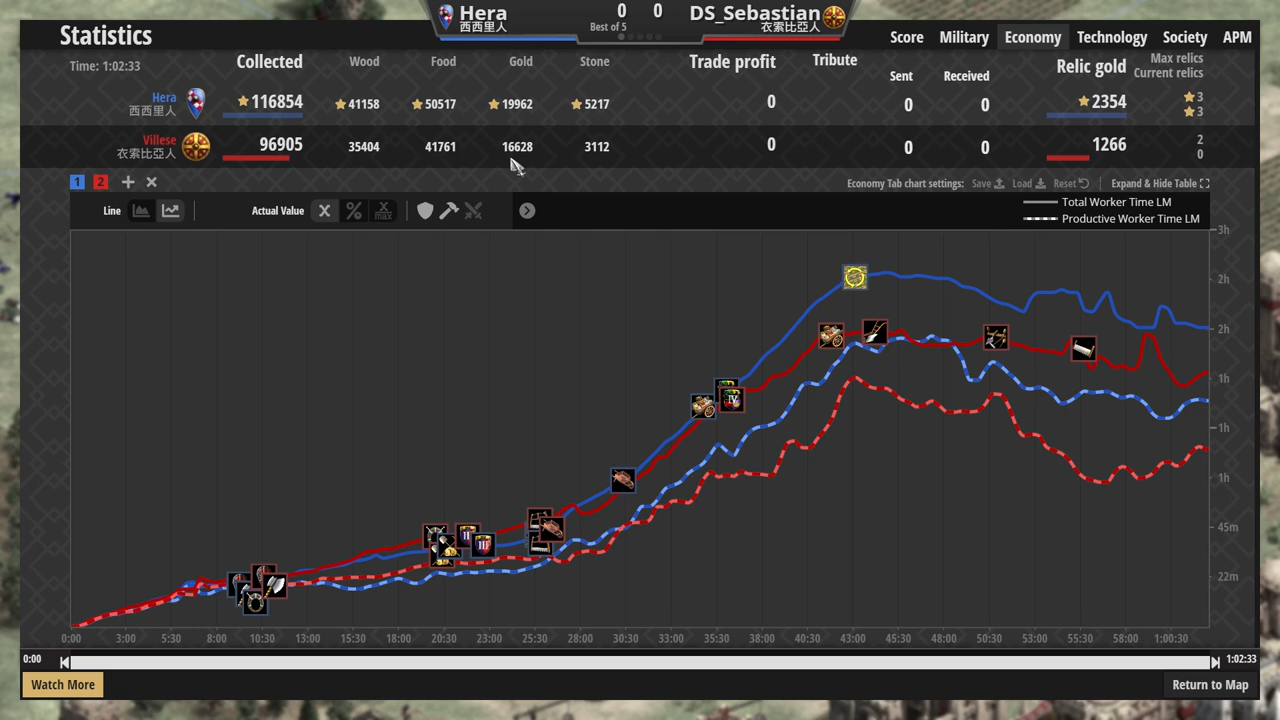 Hera 0 0 DS_Sebastian
西西里人 Best of 5 衣索比亞人
Statistics
Score Military Economy Technology Society APM
Time: 1:02:33
Collected Wood Food Gold Stone Trade profit Tribute Sent Received Relic gold Max relics
Current relics
Hera 116854 41158 50517 19962 5217 0 0 0 2354 3
西西里人 3
Villese 96905 35404 41761 16628 3112 0 0 0 1266 2
衣索比亞人 0
1 2 Economy Tab chart settings: Save Load Reset Expand & Hide Table
Line Actual Value X % X/max
Total Worker Time LM
Productive Worker Time LM
3h
2h
2h
1h
1h
1h
45m
22m
II
III
IV
0:00 3:00 5:30 8:00 10:30 13:00 15:30 18:00 20:30 23:00 25:30 28:00 30:30 33:00 35:30 38:00 40:30 43:00 45:30 48:00 50:30 53:00 55:30 58:00 1:00:30
0:00 1:02:33
Watch More Return to Map